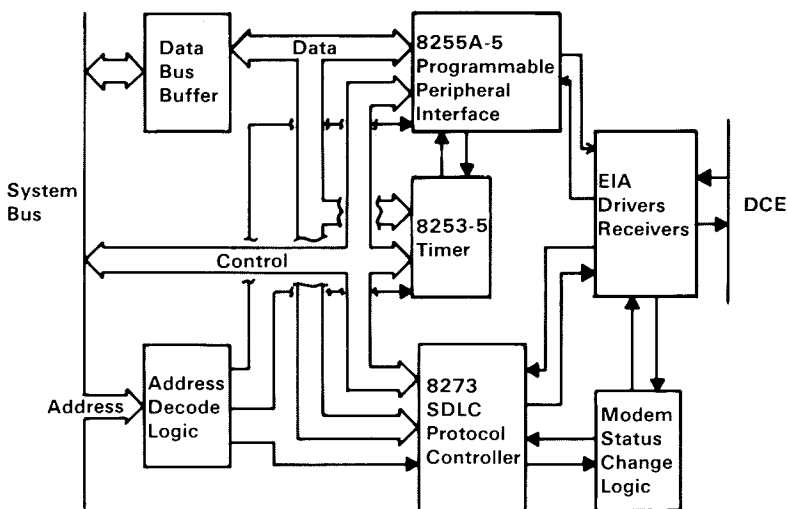 Data
Bus
Buffer
Data
8255A-5
Programmable
Peripheral
Interface
System
Bus
EIA
Drivers
Receivers
DCE
8253-5
Timer
Control
Address
Address
Decode
Logic
8273
SDLC
Protocol
Controller
Modem
Status
Change
Logic